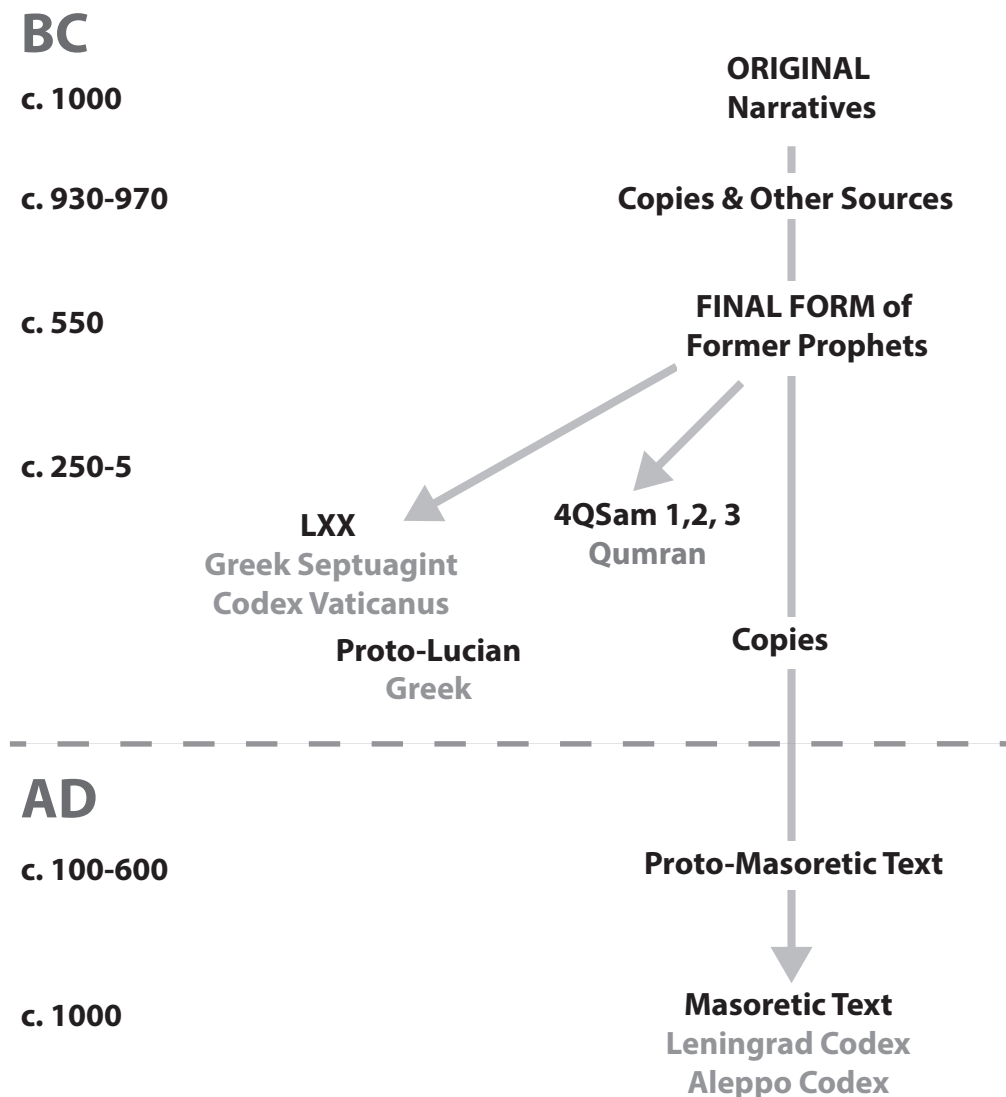 BC
c. 1000
ORIGINAL
Narratives
c. 930-970
Copies & Other Sources
c. 550
FINAL FORM of
Former Prophets
c. 250-5
LXX
Greek Septuagint
Codex Vaticanus
4QSam 1,2, 3
Qumran
Proto-Lucian
Greek
Copies
AD
c. 100-600
Proto-Masoretic Text
c. 1000
Masoretic Text
Leningrad Codex
Aleppo Codex